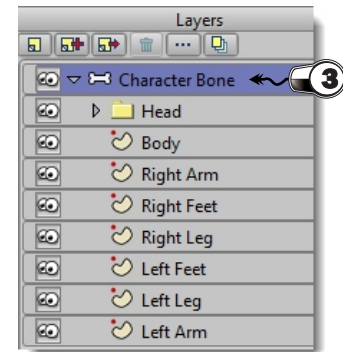 Layers
Character Bone
3
Head
Body
Right Arm
Right Feet
Right Leg
Left Feet
Left Leg
Left Arm